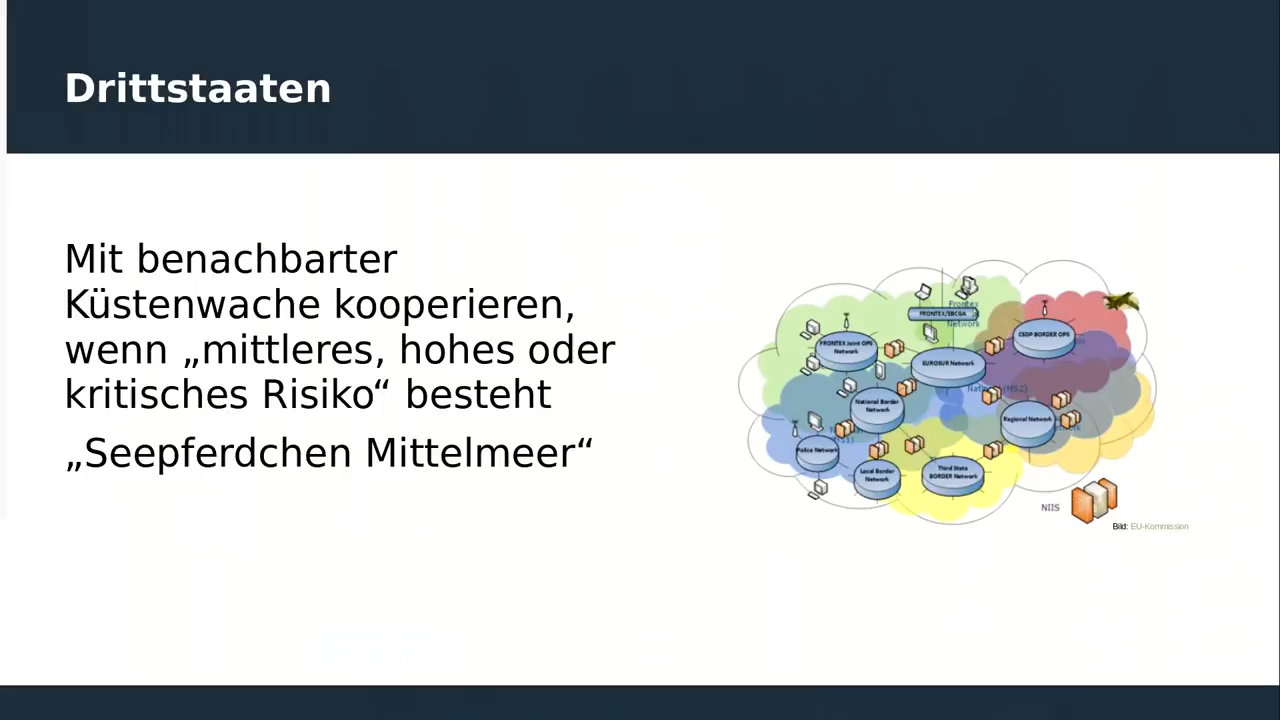 Drittstaaten
Mit benachbarter
Küstenwache kooperieren,
wenn „mittleres, hohes oder
kritisches Risiko“ besteht
„Seepferdchen Mittelmeer“
Frontex
FRONTEX/EBCGA
Network
FRONTEX Joint OPS
Network
CSDP BORDER OPS
EUROSUR Network
National Border
Network
Regional Network
Police Network
Local Border
Network
Third State
BORDER Network
NIIS
Bild: EU-Kommission